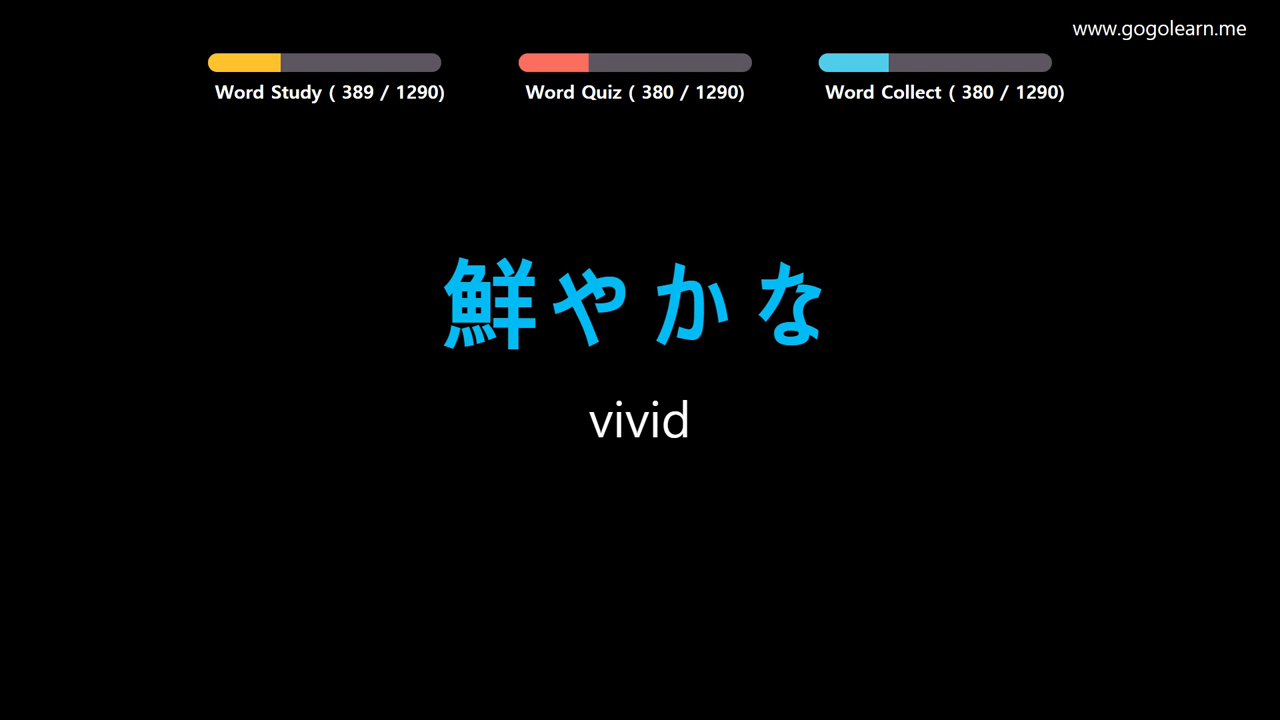 www.gogolearn.me
Word Study ( 389 / 1290)
Word Quiz ( 380 / 1290)
Word Collect ( 380 / 1290)
鮮やかな
vivid